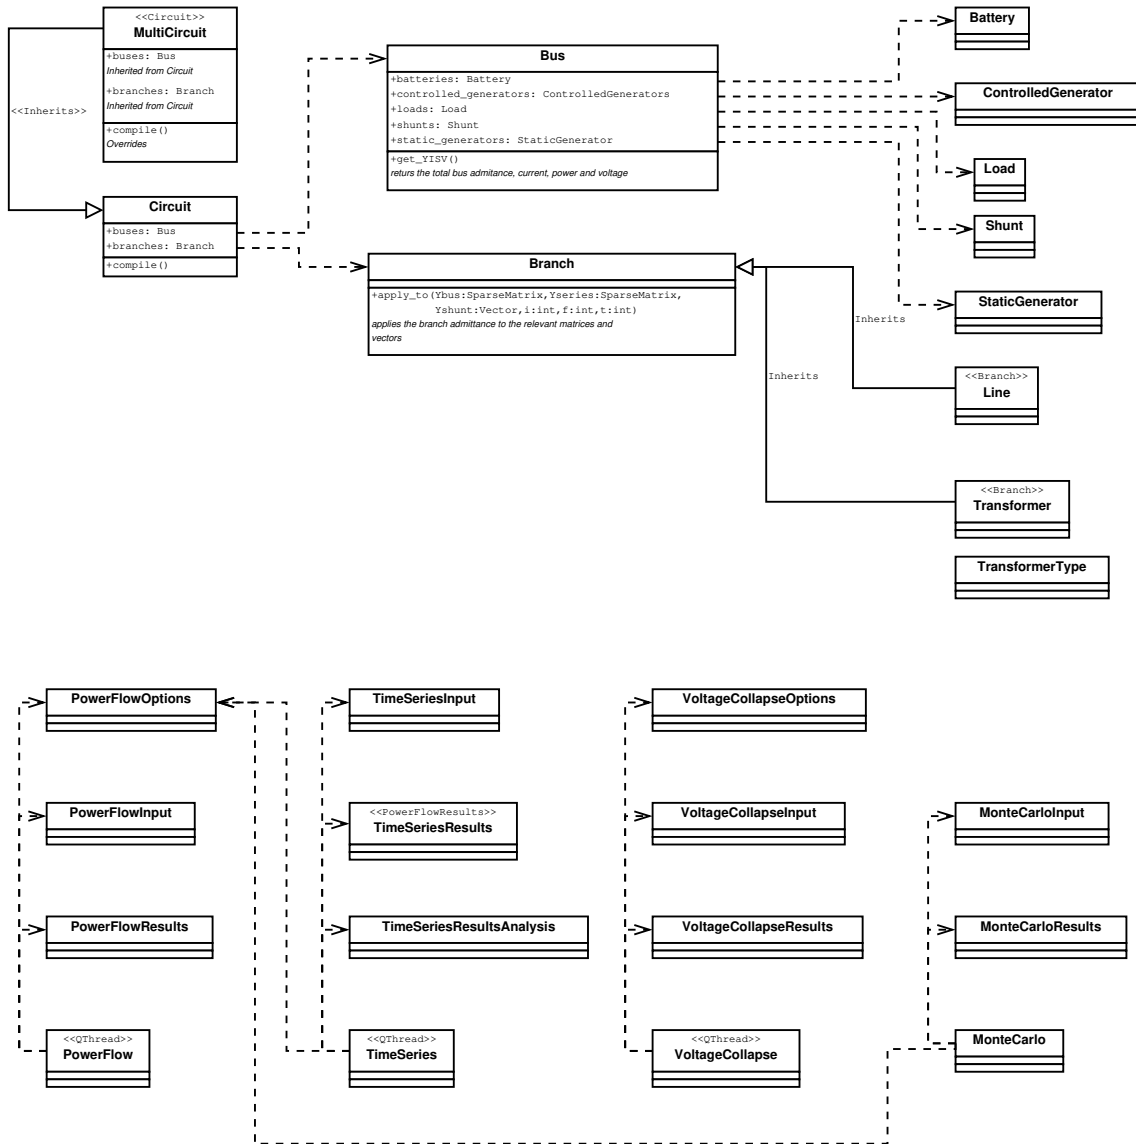 <<Circuit>>
MultiCircuit
+buses: Bus
Inherited from Circuit
+branches: Branch
Inherited from Circuit
+compile()
Overrides
<<Inherits>>
Circuit
+buses: Bus
+branches: Branch
+compile()
Bus
+batteries: Battery
+controlled_generators: ControlledGenerators
+loads: Load
+shunts: Shunt
+static_generators: StaticGenerator
+get_YISV()
returs the total bus admitance, current, power and voltage
Branch
+apply_to(Ybus:SparseMatrix,Yseries:SparseMatrix,
Yshunt:Vector,i:int,f:int,t:int)
applies the branch admittance to the relevant matrices and
vectors
Battery
ControlledGenerator
Load
Shunt
StaticGenerator
Inherits
<<Branch>>
Line
Inherits
<<Branch>>
Transformer
TransformerType
PowerFlowOptions
TimeSeriesInput
VoltageCollapseOptions
PowerFlowInput
<<PowerFlowResults>>
TimeSeriesResults
VoltageCollapseInput
MonteCarloInput
PowerFlowResults
TimeSeriesResultsAnalysis
VoltageCollapseResults
MonteCarloResults
<<QThread>>
PowerFlow
<<QThread>>
TimeSeries
<<QThread>>
VoltageCollapse
MonteCarlo